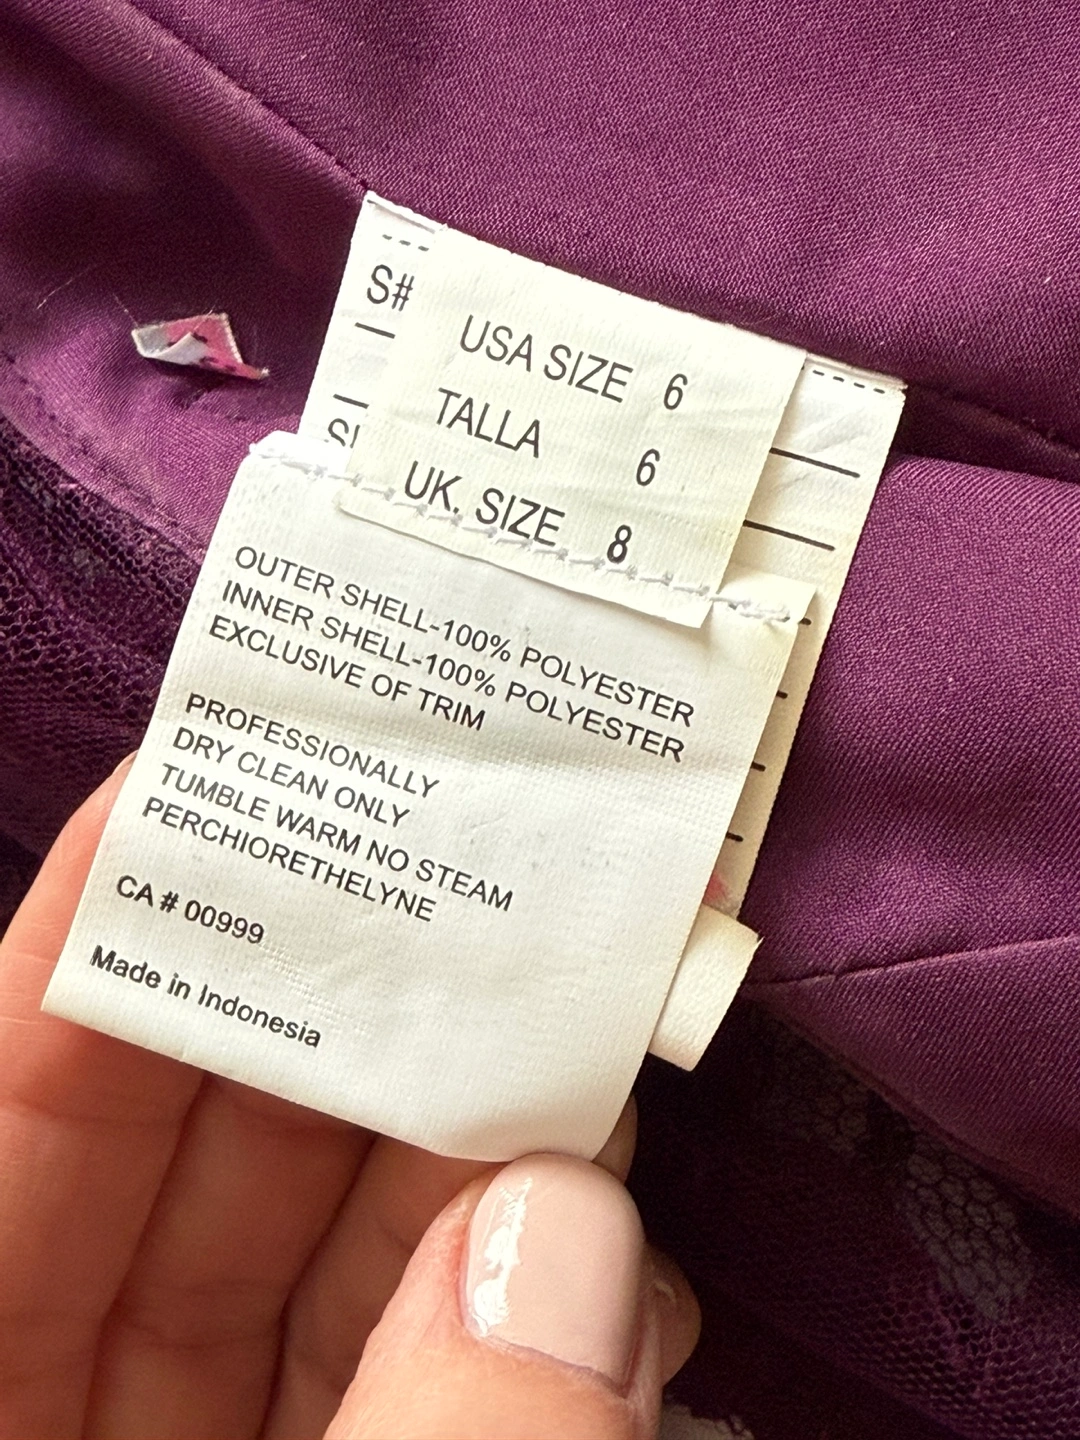 S#
USA SIZE 6
TALLA 6
UK. SIZE 8
OUTER SHELL-100% POLYESTER
INNER SHELL-100% POLYESTER
EXCLUSIVE OF TRIM
PROFESSIONALLY
DRY CLEAN ONLY
TUMBLE WARM NO STEAM
PERCHIORETHELYNE
CA # 00999
Made in Indonesia